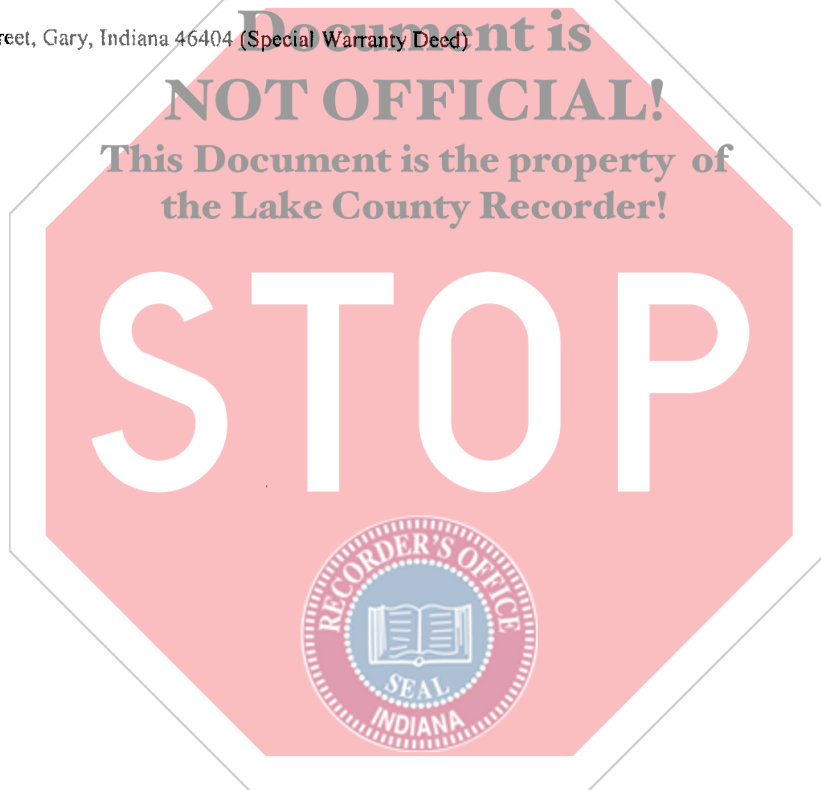 Document is
reet, Gary, Indiana 46404 (Special Warranty Deed)
NOT OFFICIAL!
This Document is the property of
the Lake County Recorder!
STOP
RECORDER'S OFFICE
SEAL
INDIANA